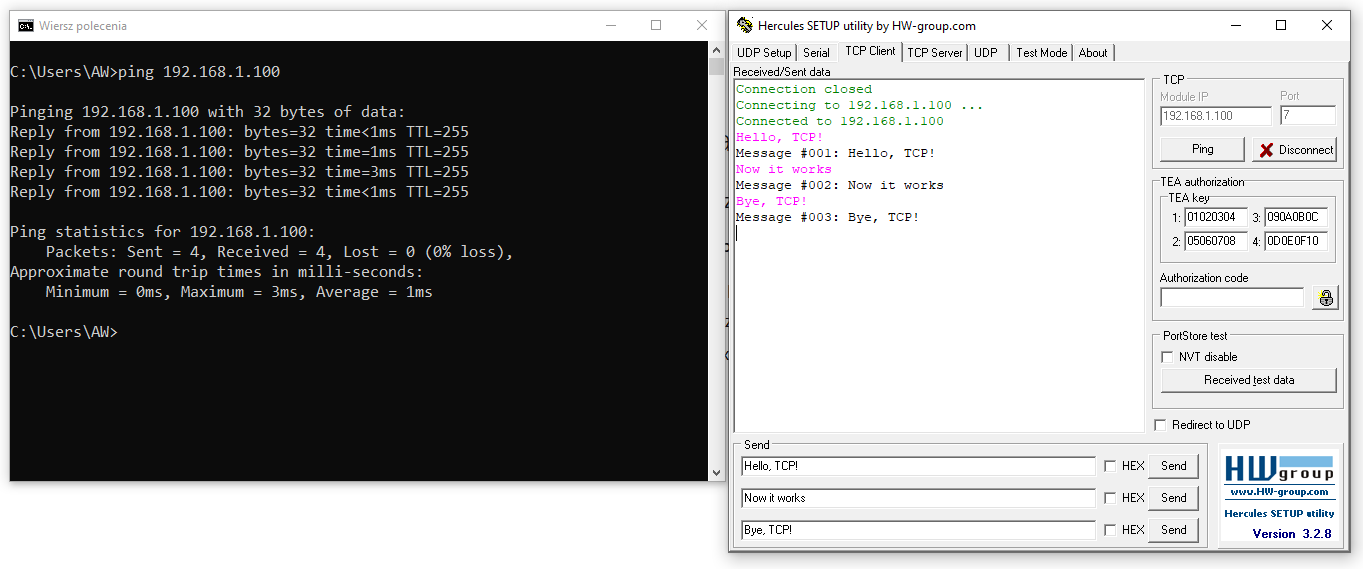 Wiersz polecenia
C:\Users\AW>ping 192.168.1.100
Pinging 192.168.1.100 with 32 bytes of data:
Reply from 192.168.1.100: bytes=32 time<1ms TTL=255
Reply from 192.168.1.100: bytes=32 time=1ms TTL=255
Reply from 192.168.1.100: bytes=32 time=3ms TTL=255
Reply from 192.168.1.100: bytes=32 time<1ms TTL=255
Ping statistics for 192.168.1.100:
Packets: Sent = 4, Received = 4, Lost = 0 (0% loss),
Approximate round trip times in milli-seconds:
Minimum = 0ms, Maximum = 3ms, Average = 1ms
C:\Users\AW>
Hercules SETUP utility by HW-group.com
UDP Setup Serial TCP Client TCP Server UDP Test Mode About
Received/Sent data
Connection closed
Connecting to 192.168.1.100 ...
Connected to 192.168.1.100
Hello, TCP!
Message #001: Hello, TCP!
Now it works
Message #002: Now it works
Bye, TCP!
Message #003: Bye, TCP!
TCP
Module IP Port
192.168.1.100 7
Ping Disconnect
TEA authorization
TEA key
1: 01020304 3: 090A0B0C
2: 05060708 4: 0D0E0F10
Authorization code
PortStore test
NVT disable
Received test data
Redirect to UDP
Send
Hello, TCP! HEX Send
Now it works HEX Send
Bye, TCP! HEX Send
HW group
www.HW-group.com
Hercules SETUP utility
Version 3.2.8